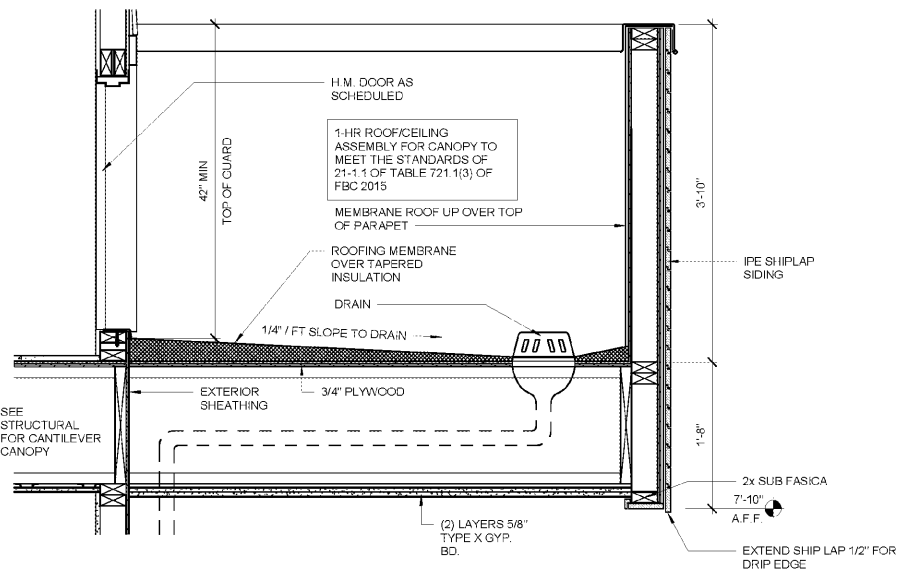 H.M. DOOR AS
SCHEDULED
1-HR ROOF/CEILING
ASSEMBLY FOR CANOPY TO
MEET THE STANDARDS OF
21-1.1 OF TABLE 721.1(3) OF
FBC 2015
42" MIN
TOP OF GUARD
MEMBRANE ROOF UP OVER TOP
OF PARAPET
3'-10"
ROOFING MEMBRANE
OVER TAPERED
INSULATION
IPE SHIPLAP
SIDING
DRAIN
1/4" / FT SLOPE TO DRAIN
EXTERIOR
SHEATHING
3/4" PLYWOOD
SEE
STRUCTURAL
FOR CANTILEVER
CANOPY
1'-8"
2x SUB FASICA
7'-10"
A.F.F.
(2) LAYERS 5/8"
TYPE X GYP.
BD.
EXTEND SHIP LAP 1/2" FOR
DRIP EDGE